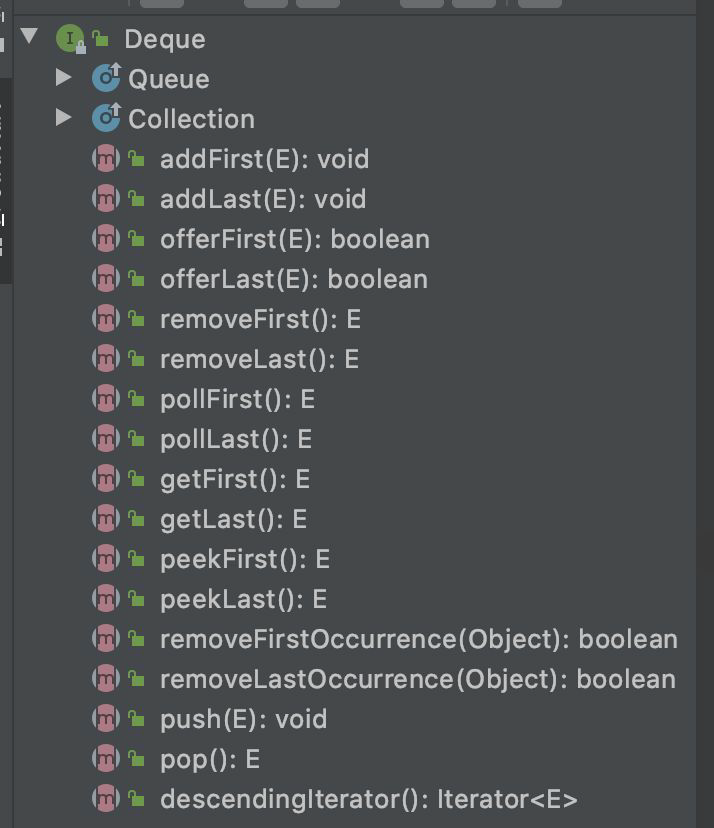 Deque
Queue
Collection
addFirst(E): void
addLast(E): void
offerFirst(E): boolean
offerLast(E): boolean
removeFirst(): E
removeLast(): E
pollFirst(): E
pollLast(): E
getFirst(): E
getLast(): E
peekFirst(): E
peekLast(): E
removeFirstOccurrence(Object): boolean
removeLastOccurrence(Object): boolean
push(E): void
pop(): E
descendingIterator(): Iterator<E>